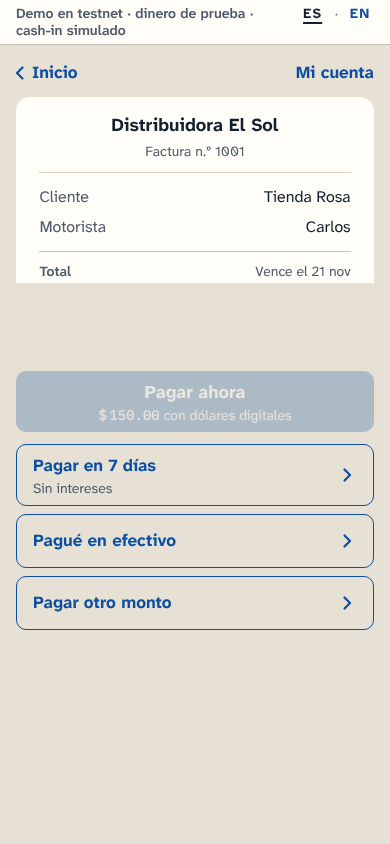 Demo en testnet · dinero de prueba ·
cash-in simulado
ES · EN
Inicio
Mi cuenta
Distribuidora El Sol
Factura n.º 1001
Cliente Tienda Rosa
Motorista Carlos
Total Vence el 21 nov
Pagar ahora
$150.00 con dólares digitales
Pagar en 7 días
Sin intereses
Pagué en efectivo
Pagar otro monto